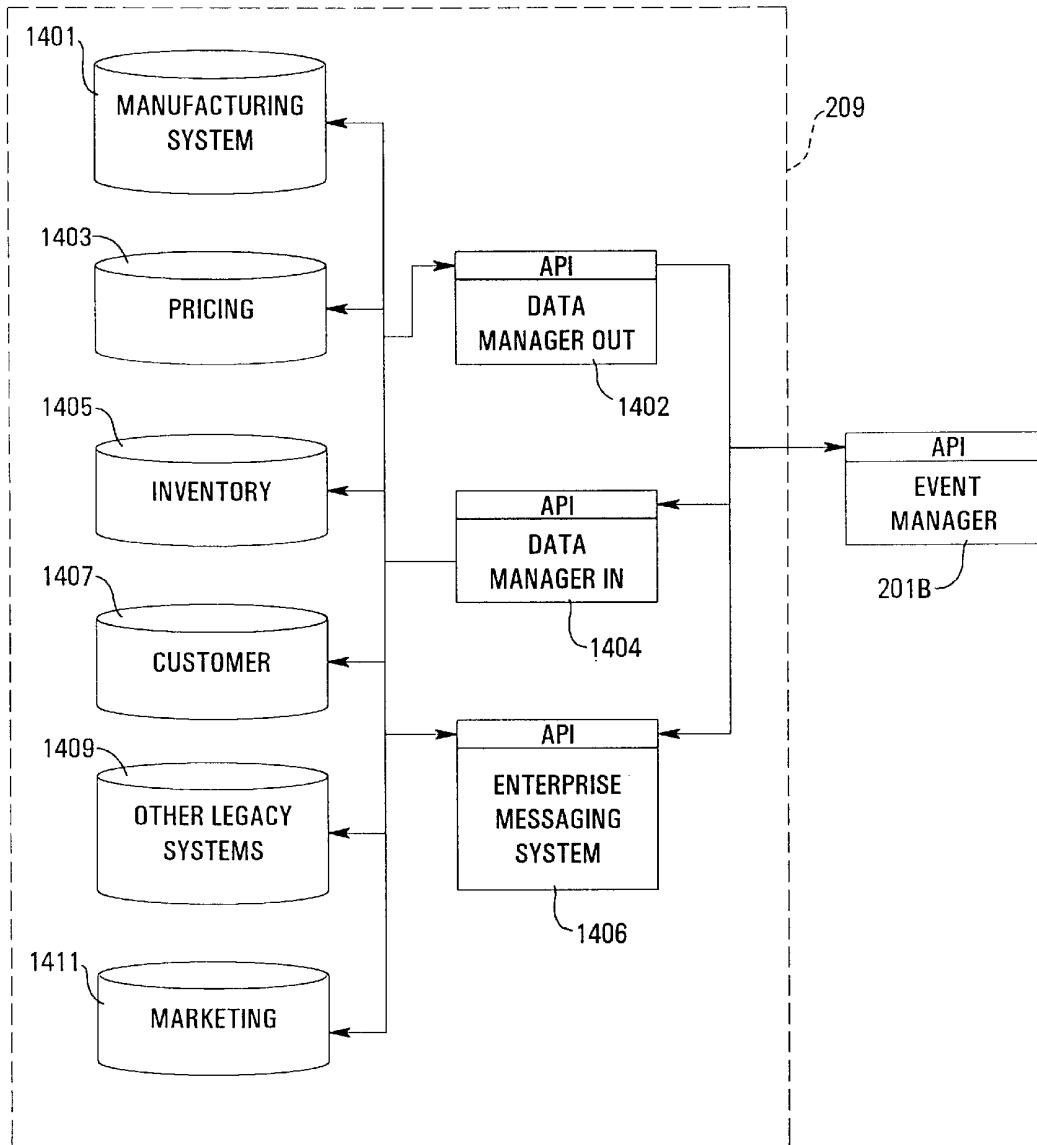 1401
MANUFACTURING
SYSTEM
209
1403
PRICING
API
DATA
MANAGER OUT
1402
1405
INVENTORY
API
EVENT
MANAGER
201B
API
DATA
MANAGER IN
1404
1407
CUSTOMER
1409
OTHER LEGACY
SYSTEMS
API
ENTERPRISE
MESSAGING
SYSTEM
1406
1411
MARKETING